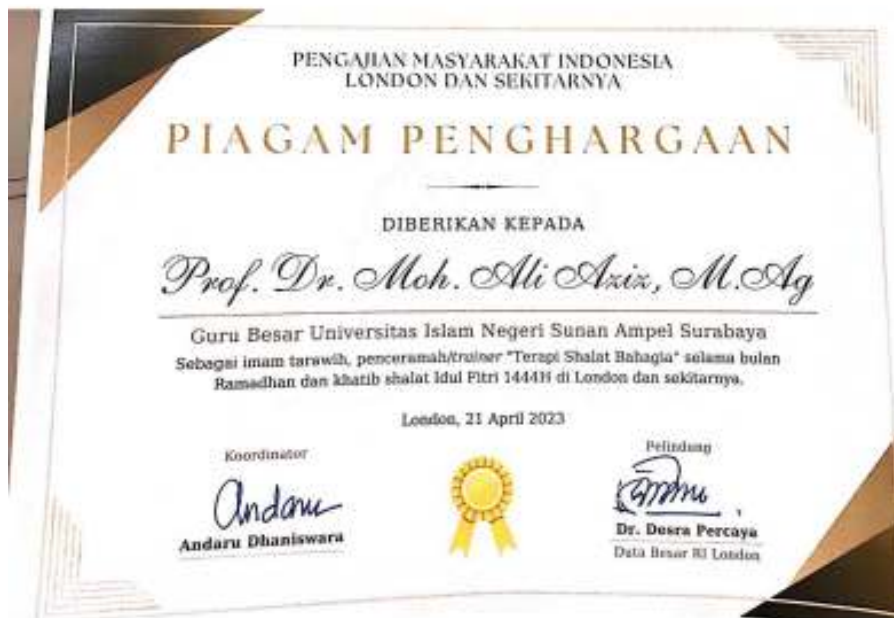 PENGAJIAN MASYARAKAT INDONESIA
LONDON DAN SEKITARNYA
PIAGAM PENGHARGAAN
DIBERIKAN KEPADA
Prof. Dr. Moh. Ali Aziz, M.Ag
Guru Besar Universitas Islam Negeri Sunan Ampel Surabaya
Sebagai imam tarawih, penceramah/trainer "Terapi Shalat Bahagia" selama bulan
Ramadhan dan khatib shalat Idul Fitri 1444H di London dan sekitarnya.
London, 21 April 2023
Koordinator
Pelindung
Andaru
Andaru Dhaniswara
Dr. Desra Percaya
Duta Besar RI London